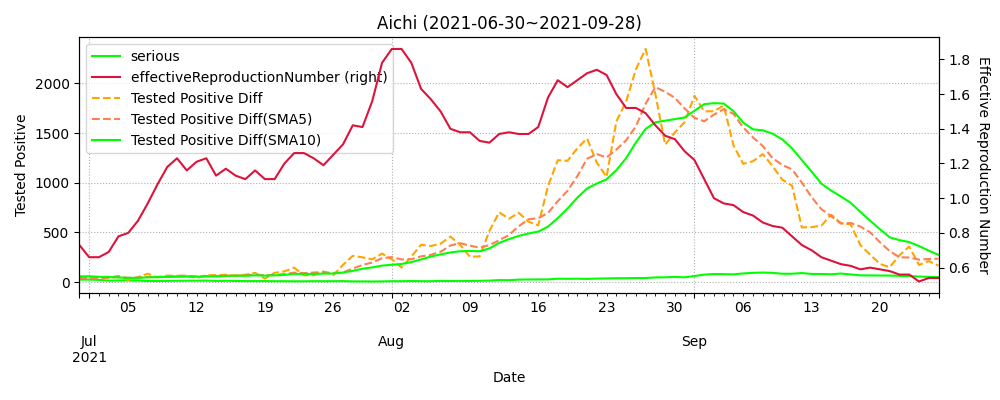 Aichi (2021-06-30~2021-09-28)
serious
effectiveReproductionNumber (right)
Tested Positive Diff
Tested Positive Diff(SMA5)
Tested Positive Diff(SMA10)
Tested Positive
2000
1500
1000
500
0
1.8
1.6
1.4
1.2
1.0
0.8
0.6
Effective Reproduction Number
05 12 19 26 02 09 16 23 30 06 13 20
Jul Aug Sep
2021
Date